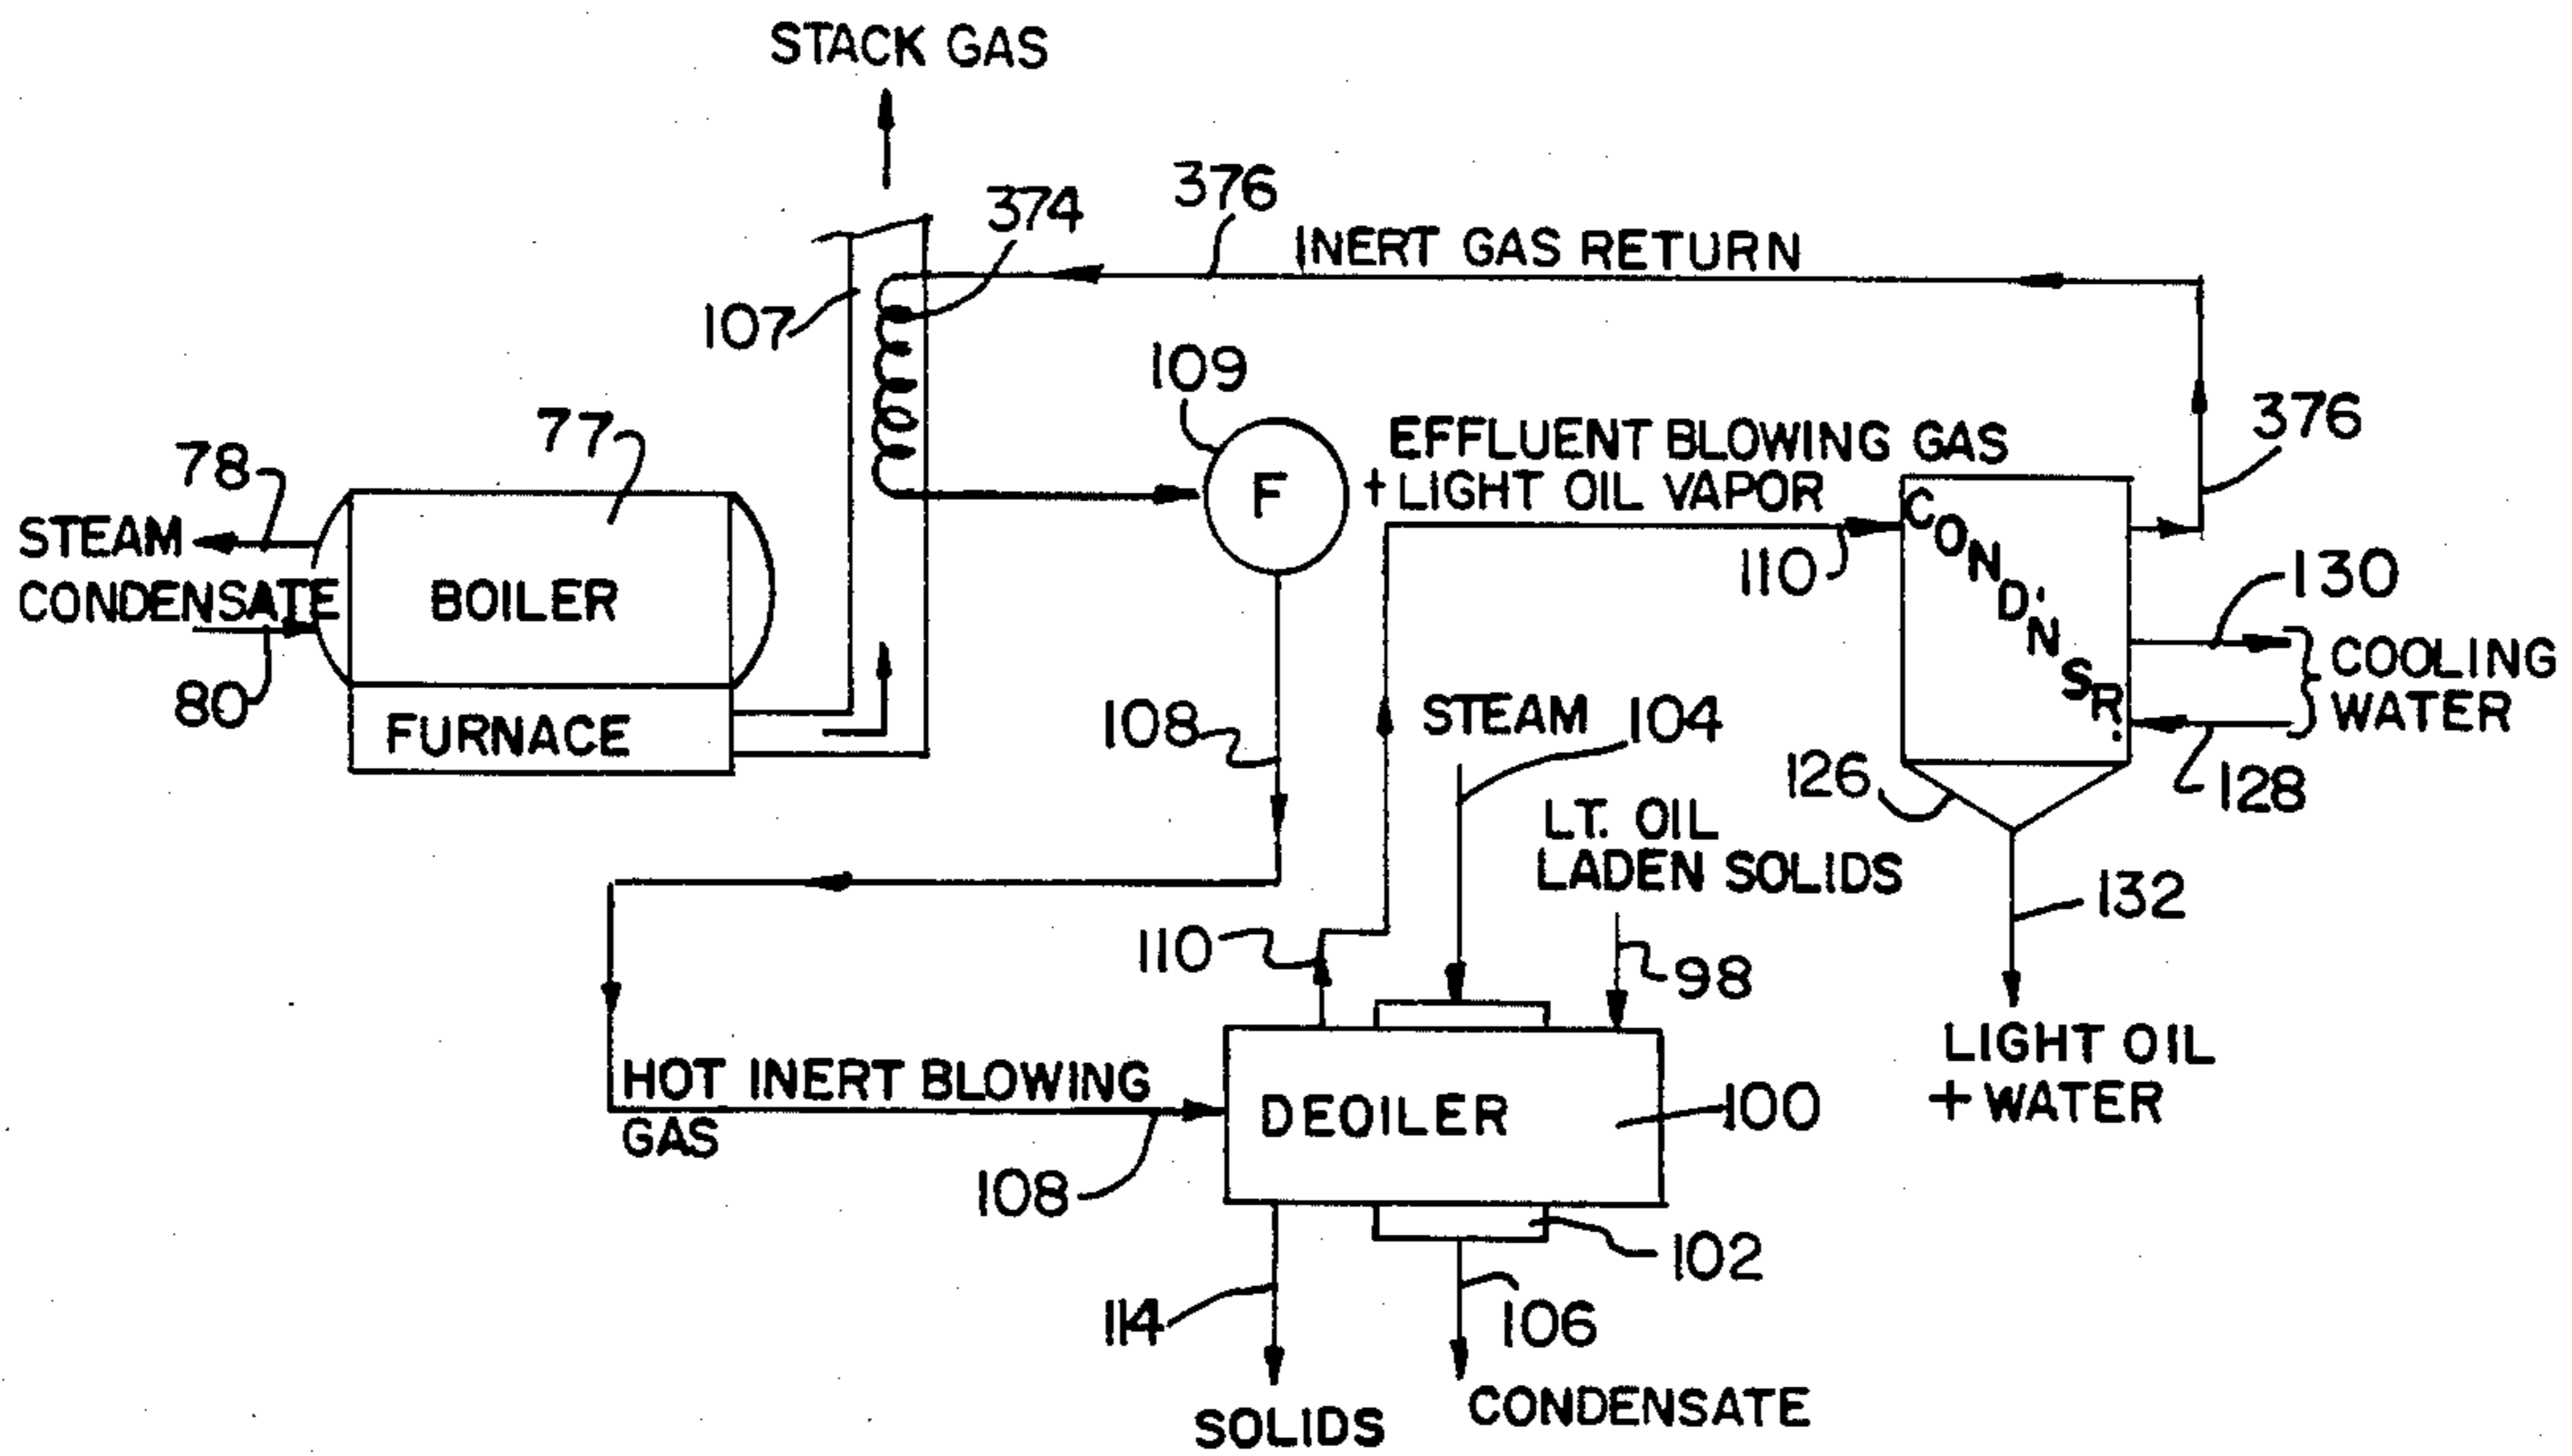 STACK GAS
374
376
INERT GAS RETURN
107
109
F
EFFLUENT BLOWING GAS
+ LIGHT OIL VAPOR
376
77
78
STEAM
CONDENSATE
80
BOILER
FURNACE
110
COND'NSR.
130
COOLING
WATER
128
126
108
STEAM
104
LT. OIL
LADEN SOLIDS
132
110
98
LIGHT OIL
+ WATER
HOT INERT BLOWING
GAS
108
DEOILER
100
102
114
106
SOLIDS
CONDENSATE